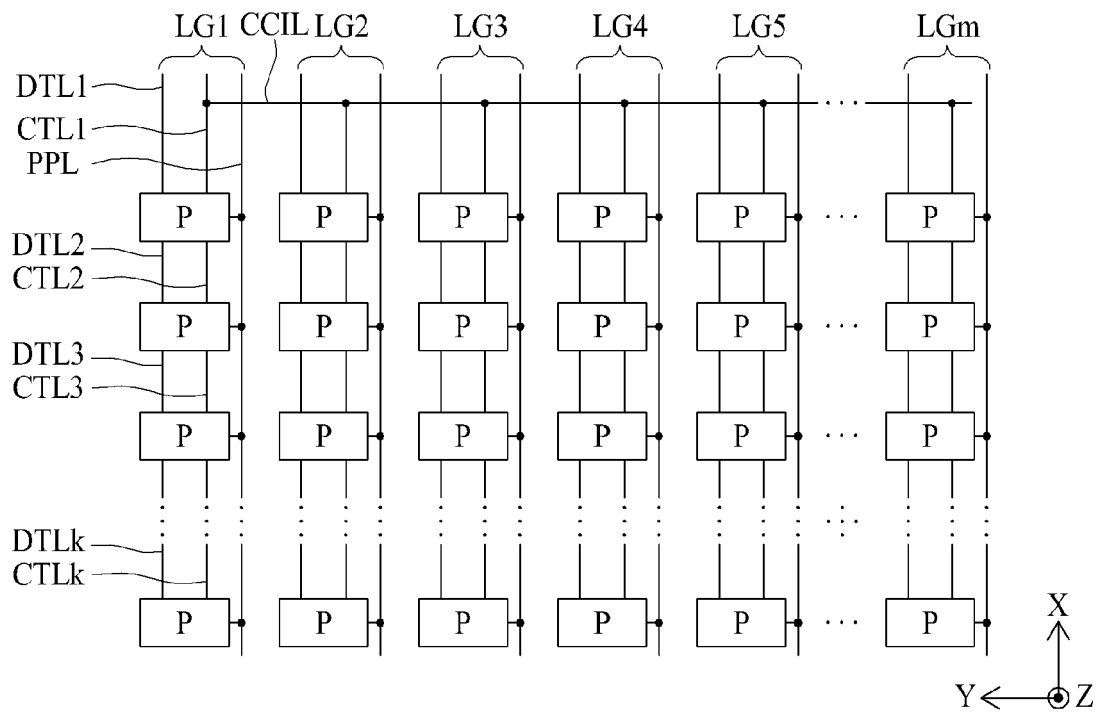 LG1 CCIL LG2 LG3 LG4 LG5 LGm
DTL1
CTL1
PPL
P P P P P ... P
DTL2
CTL2
P P P P P ... P
DTL3
CTL3
P P P P P ... P
DTLk
CTLk
P P P P P ... P
X
Y Z